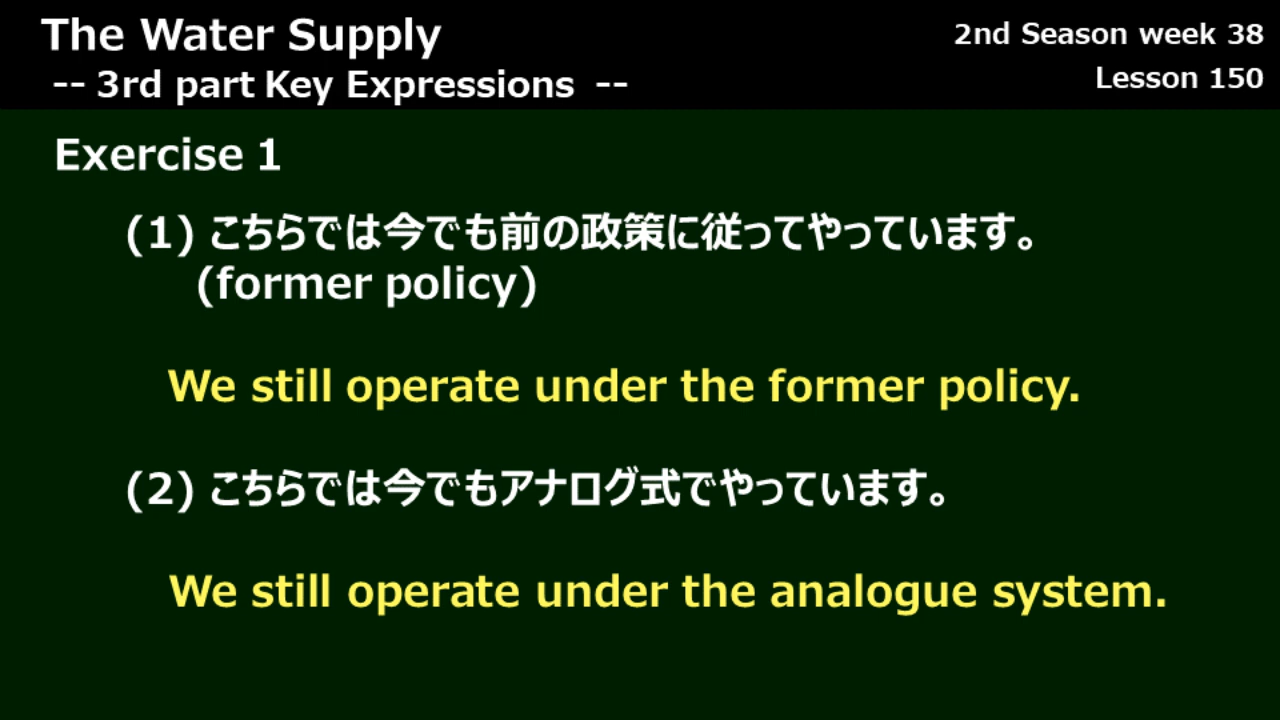 The Water Supply
2nd Season week 38
-- 3rd part Key Expressions --
Lesson 150
Exercise 1
(1) こちらでは今でも前の政策に従ってやっています。
(former policy)
We still operate under the former policy.
(2) こちらでは今でもアナログ式でやっています。
We still operate under the analogue system.